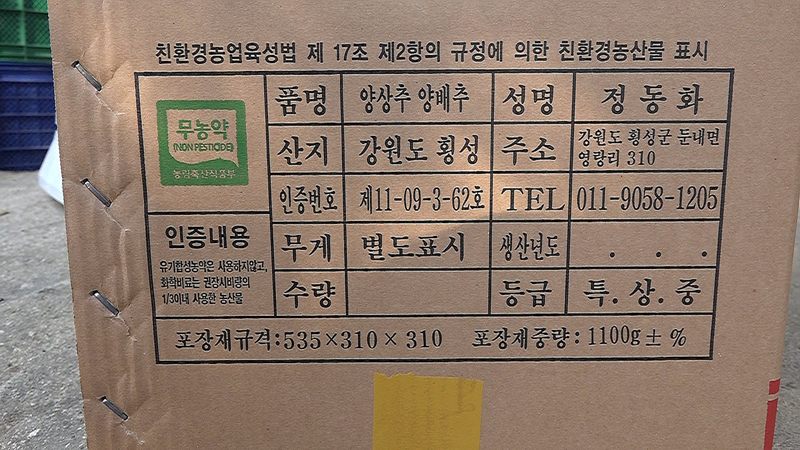 친환경농업육성법 제 17조 제2항의 규정에 의한 친환경농산물 표시
무농약
(NON PESTICIDE)
농림축산식품부
품명 양상추 양배추 성명 정동화
산지 강원도 횡성 주소 강원도 횡성군 둔내면
영랑리 310
인증번호 제11-09-3-62호 TEL 011-9058-1205
인증내용
유기합성농약은 사용하지않고,
화학비료는 권장시비량의
1/3이내 사용한 농산물
무게 별도표시 생산년도 . . .
수량 등급 특.상.중
포장재규격:535×310×310 포장재중량:1100g± %